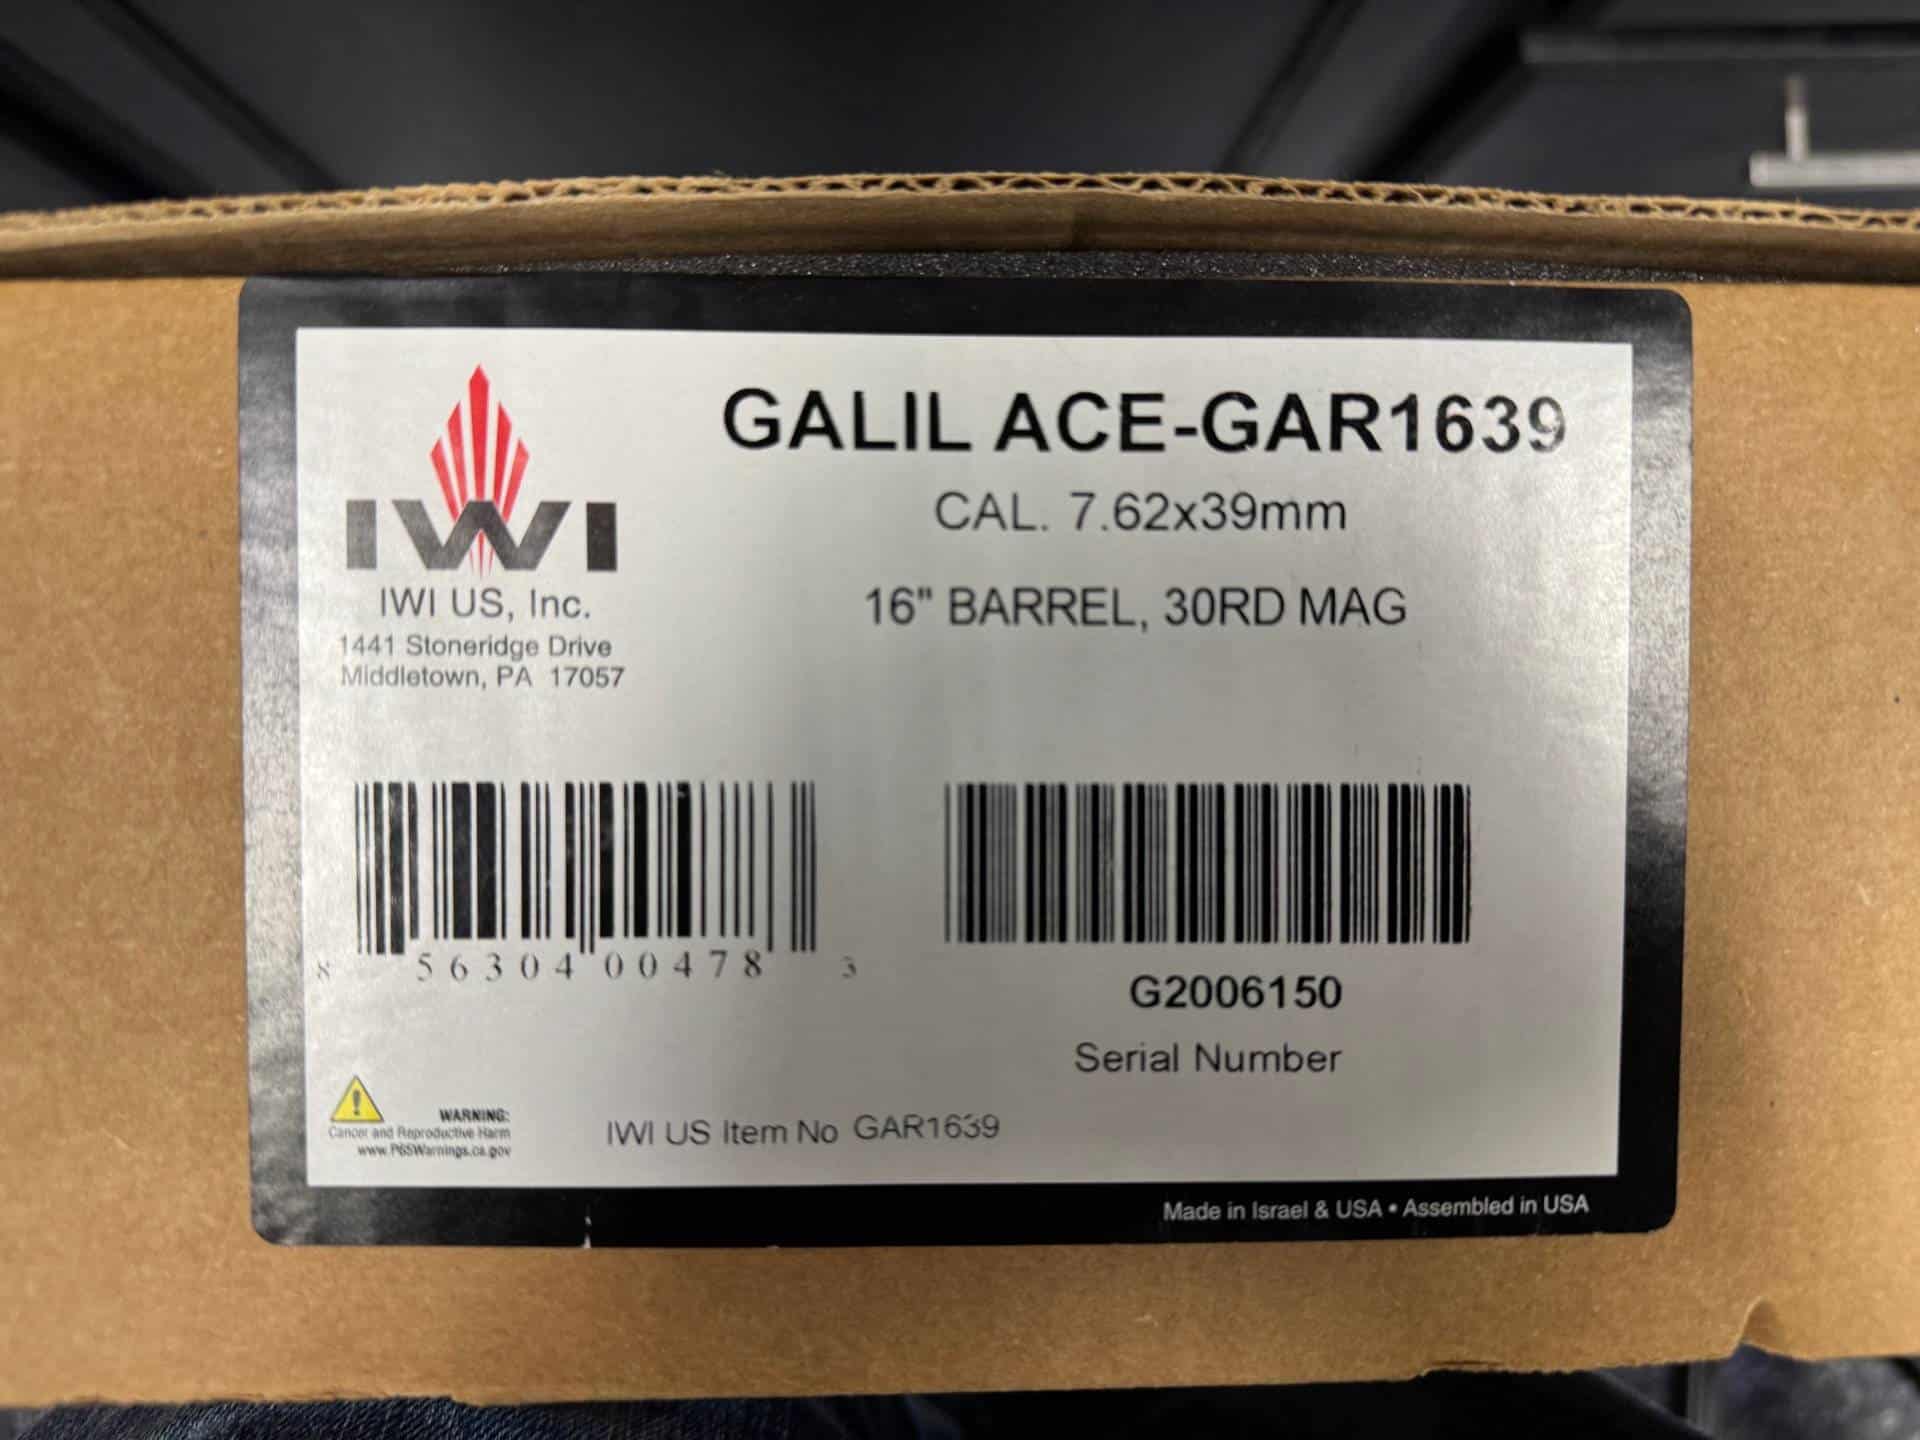 GALIL ACE-GAR1639
CAL. 7.62x39mm
16" BARREL, 30RD MAG
IWI
IWI US, Inc.
1441 Stoneridge Drive
Middletown, PA 17057
8 56304 00478 3
G2006150
Serial Number
WARNING:
Cancer and Reproductive Harm
www.P65Warnings.ca.gov
IWI US Item No GAR1639
Made in Israel & USA • Assembled in USA